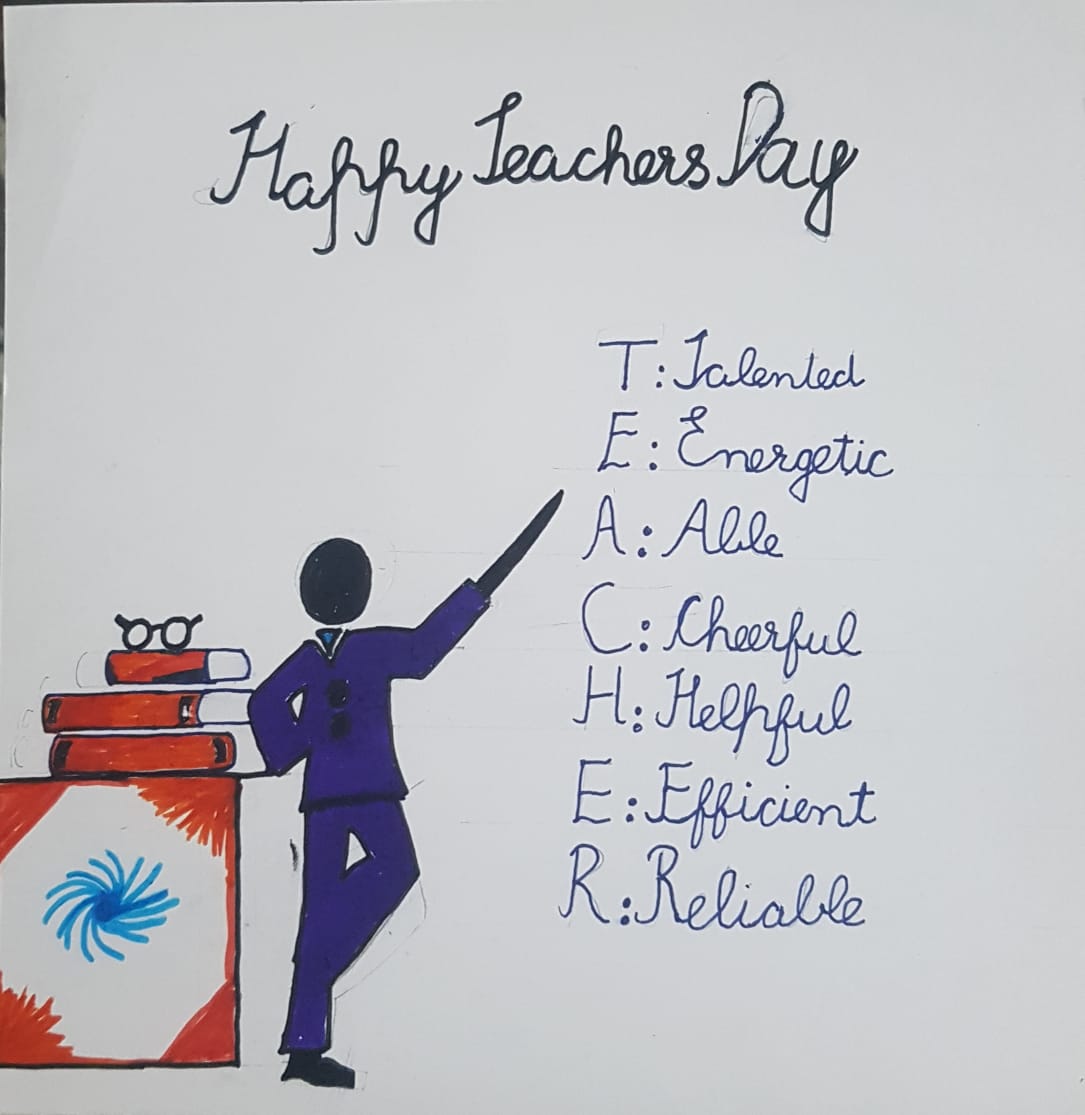 Happy Teachers Day
T: Talented
E: Energetic
A: Able
C: Cheerful
H: Helpful
E: Efficient
R: Reliable